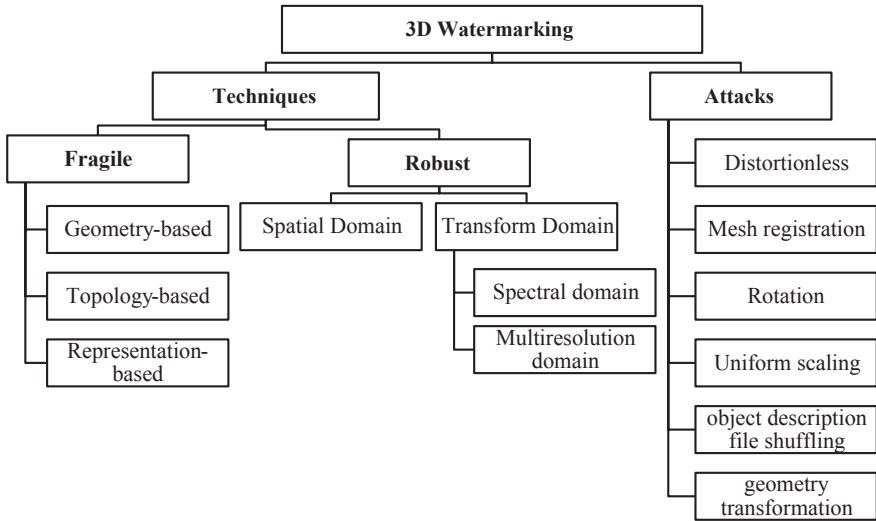 3D Watermarking
Techniques
Attacks
Fragile
Robust
Geometry-based
Topology-based
Representation-
based
Spatial Domain
Transform Domain
Spectral domain
Multiresolution
domain
Distortionless
Mesh registration
Rotation
Uniform scaling
object description
file shuffling
geometry
transformation